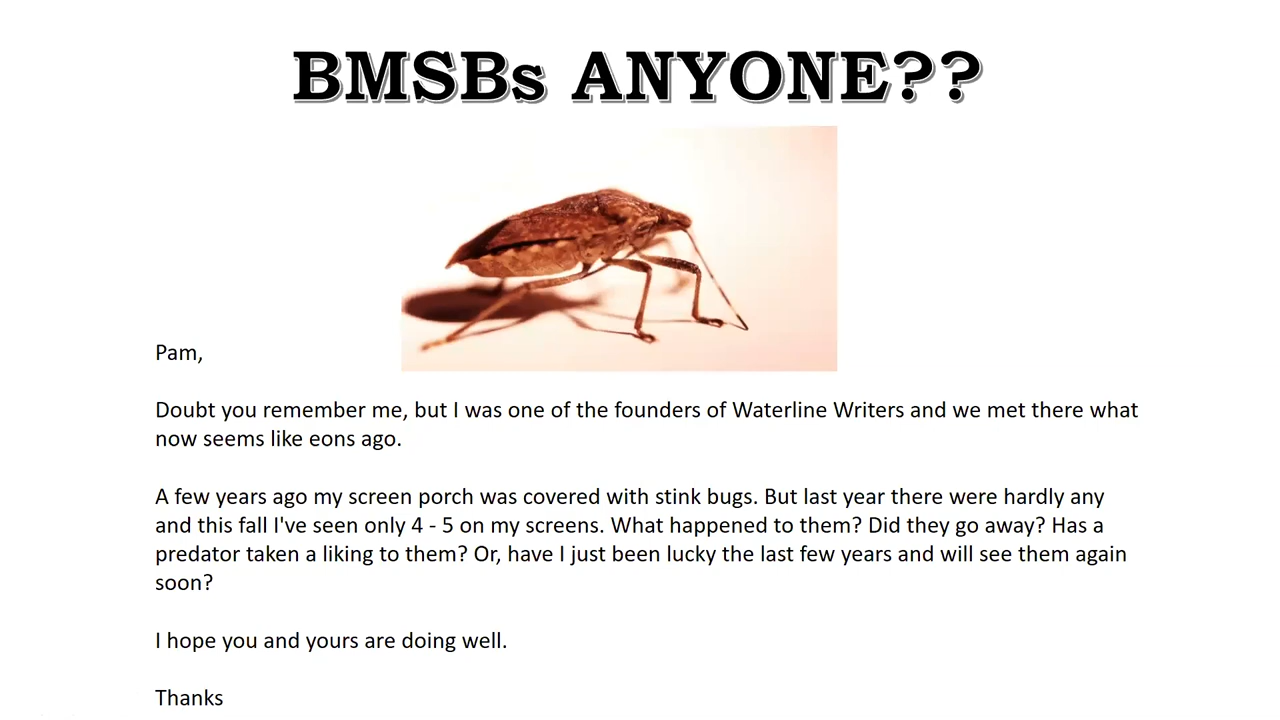 BMSBs ANYONE??
Pam,
Doubt you remember me, but I was one of the founders of Waterline Writers and we met there what
now seems like eons ago.
A few years ago my screen porch was covered with stink bugs. But last year there were hardly any
and this fall I've seen only 4 - 5 on my screens. What happened to them? Did they go away? Has a
predator taken a liking to them? Or, have I just been lucky the last few years and will see them again
soon?
I hope you and yours are doing well.
Thanks